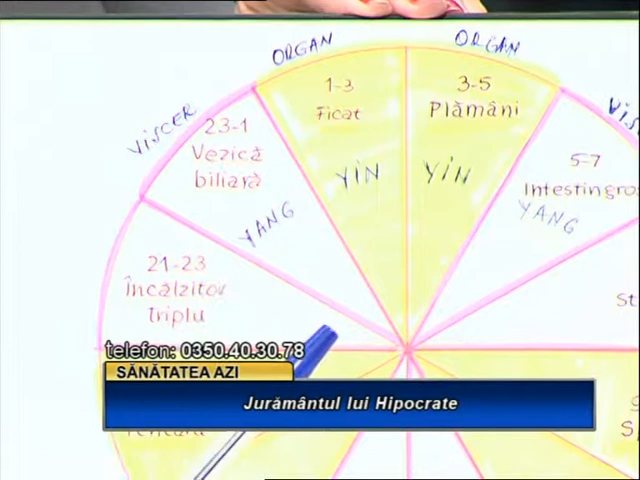 ORGAN
ORGAN
VISCER
1-3
Ficat
YIN
3-5
Plămâni
YIN
23-1
Vezică
biliară
YANG
5-7
Intestin gros
YANG
21-23
Încălzitor
triplu
St
telefon: 0350.40.30.78
SĂNĂTATEA AZI
Jurământul lui Hipocrate